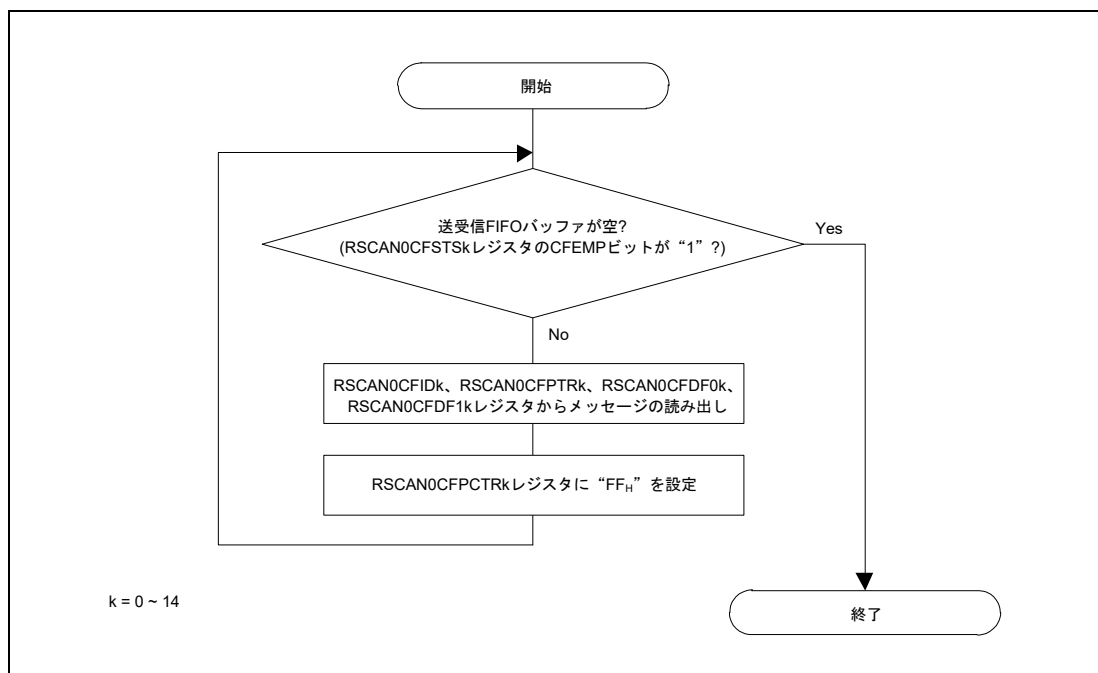 開始
送受信FIFOバッファが空?
(RSCAN0CFSTSkレジスタのCFEMPビットが“1”?)
Yes
No
RSCAN0CFIDk、RSCAN0CFPTRk、RSCAN0CFDF0k、
RSCAN0CFDF1kレジスタからメッセージの読み出し
RSCAN0CFPCTRkレジスタに“FFH”を設定
k = 0 ~ 14
終了